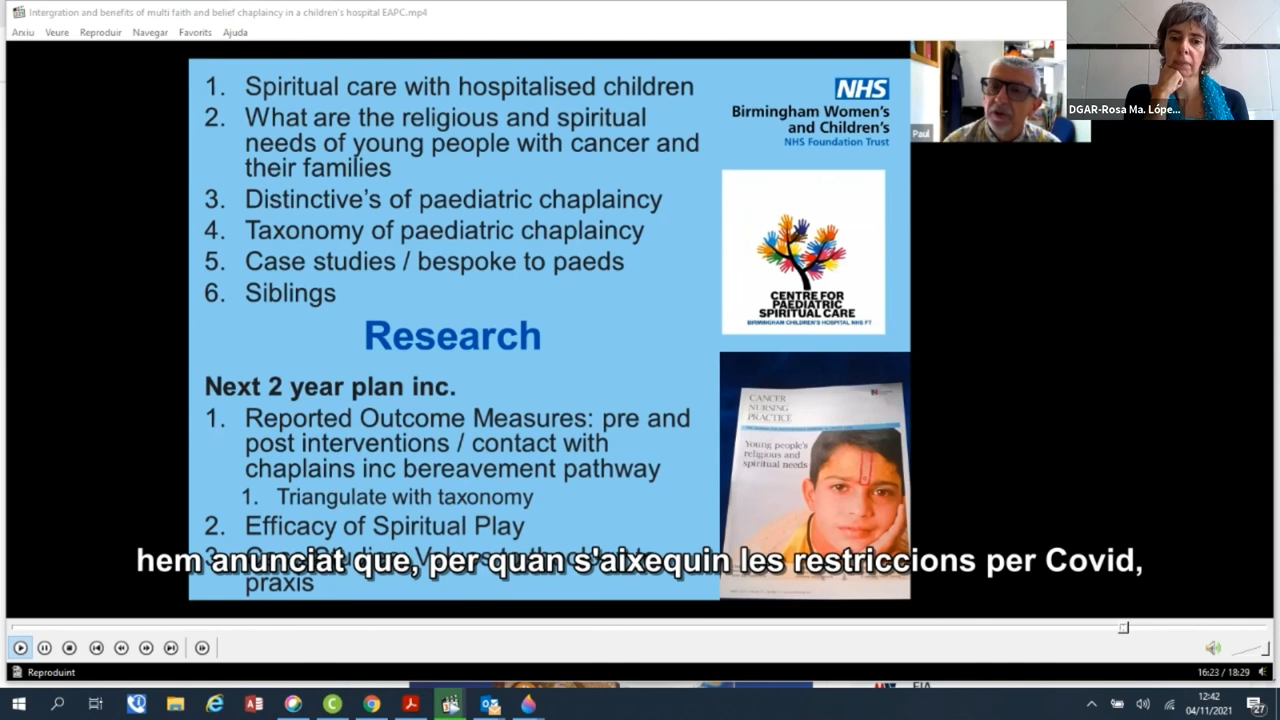 Intergration and benefits of multi faith and belief chaplaincy in a children's hospital EAPC.mp4
Arxiu Veure Reproduir Navegar Favorits Ajuda
1. Spiritual care with hospitalised children
2. What are the religious and spiritual
needs of young people with cancer and
their families
3. Distinctive's of paediatric chaplaincy
4. Taxonomy of paediatric chaplaincy
5. Case studies / bespoke to paeds
6. Siblings
Research
Next 2 year plan inc.
1. Reported Outcome Measures: pre and
post interventions / contact with
chaplains inc bereavement pathway
1. Triangulate with taxonomy
2. Efficacy of Spiritual Play
praxis
NHS
Birmingham Women's
and Children's
NHS Foundation Trust
CENTRE FOR
PAEDIATRIC
SPIRITUAL CARE
BIRMINGHAM CHILDREN'S HOSPITAL NHS FT
CANCER
NURSING
PRACTICE
Young people's
religious and
spiritual needs
Paul
DGAR-Rosa Ma. Lópe...
hem anunciat que, per quan s'aixequin les restriccions per Covid,
Reproduint
16:23 / 18:29
12:42
04/11/2021
27